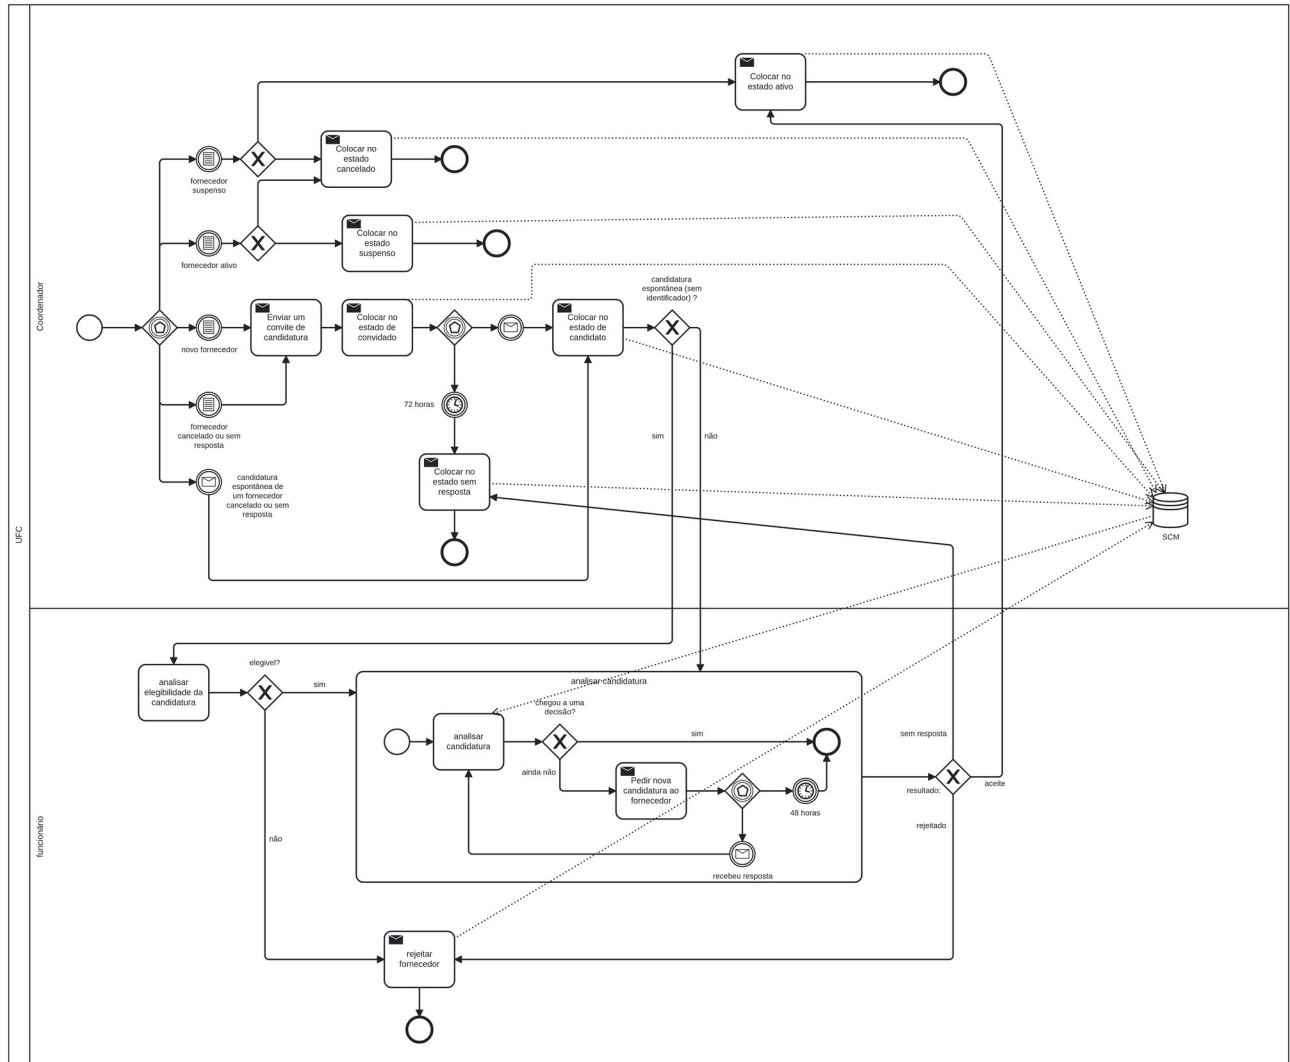 UFC
Coordenador
Colocar no
estado ativo
Colocar no
estado
cancelado
fornecedor
suspenso
Colocar no
estado
suspenso
fornecedor ativo
candidatura
espontânea (sem
identificador) ?
Enviar um
convite de
candidatura
Colocar no
estado de
convidado
Colocar no
estado de
candidato
novo fornecedor
72 horas
fornecedor
cancelado ou sem
resposta
sim
não
Colocar no
estado sem
resposta
candidatura
espontânea de
um fornecedor
cancelado ou sem
resposta
SCM
funcionário
elegivel?
analisar
elegibilidade da
candidatura
sim
analisar candidatura
chegou a uma
decisão?
analisar
candidatura
sim
sem resposta
ainda não
Pedir nova
candidatura ao
fornecedor
48 horas
resultado:
aceite
rejeitado
não
recebeu resposta
rejeitar
fornecedor